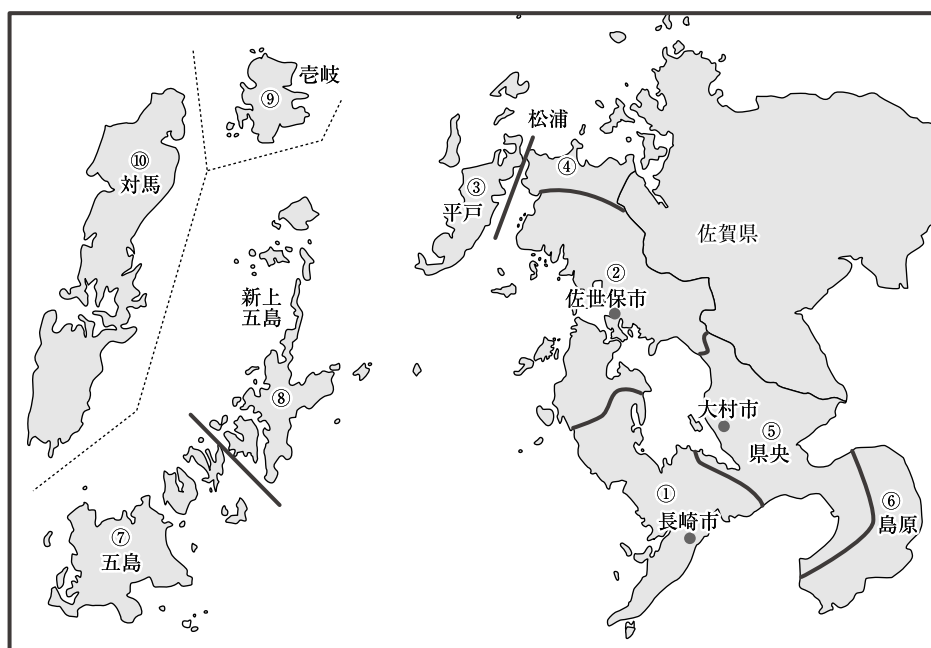 ⑨
壱岐
⑩
対馬
松浦
④
③
平戸
佐賀県
新上
五島
②
佐世保市
⑧
大村市
⑤
県央
①
長崎市
⑥
島原
⑦
五島